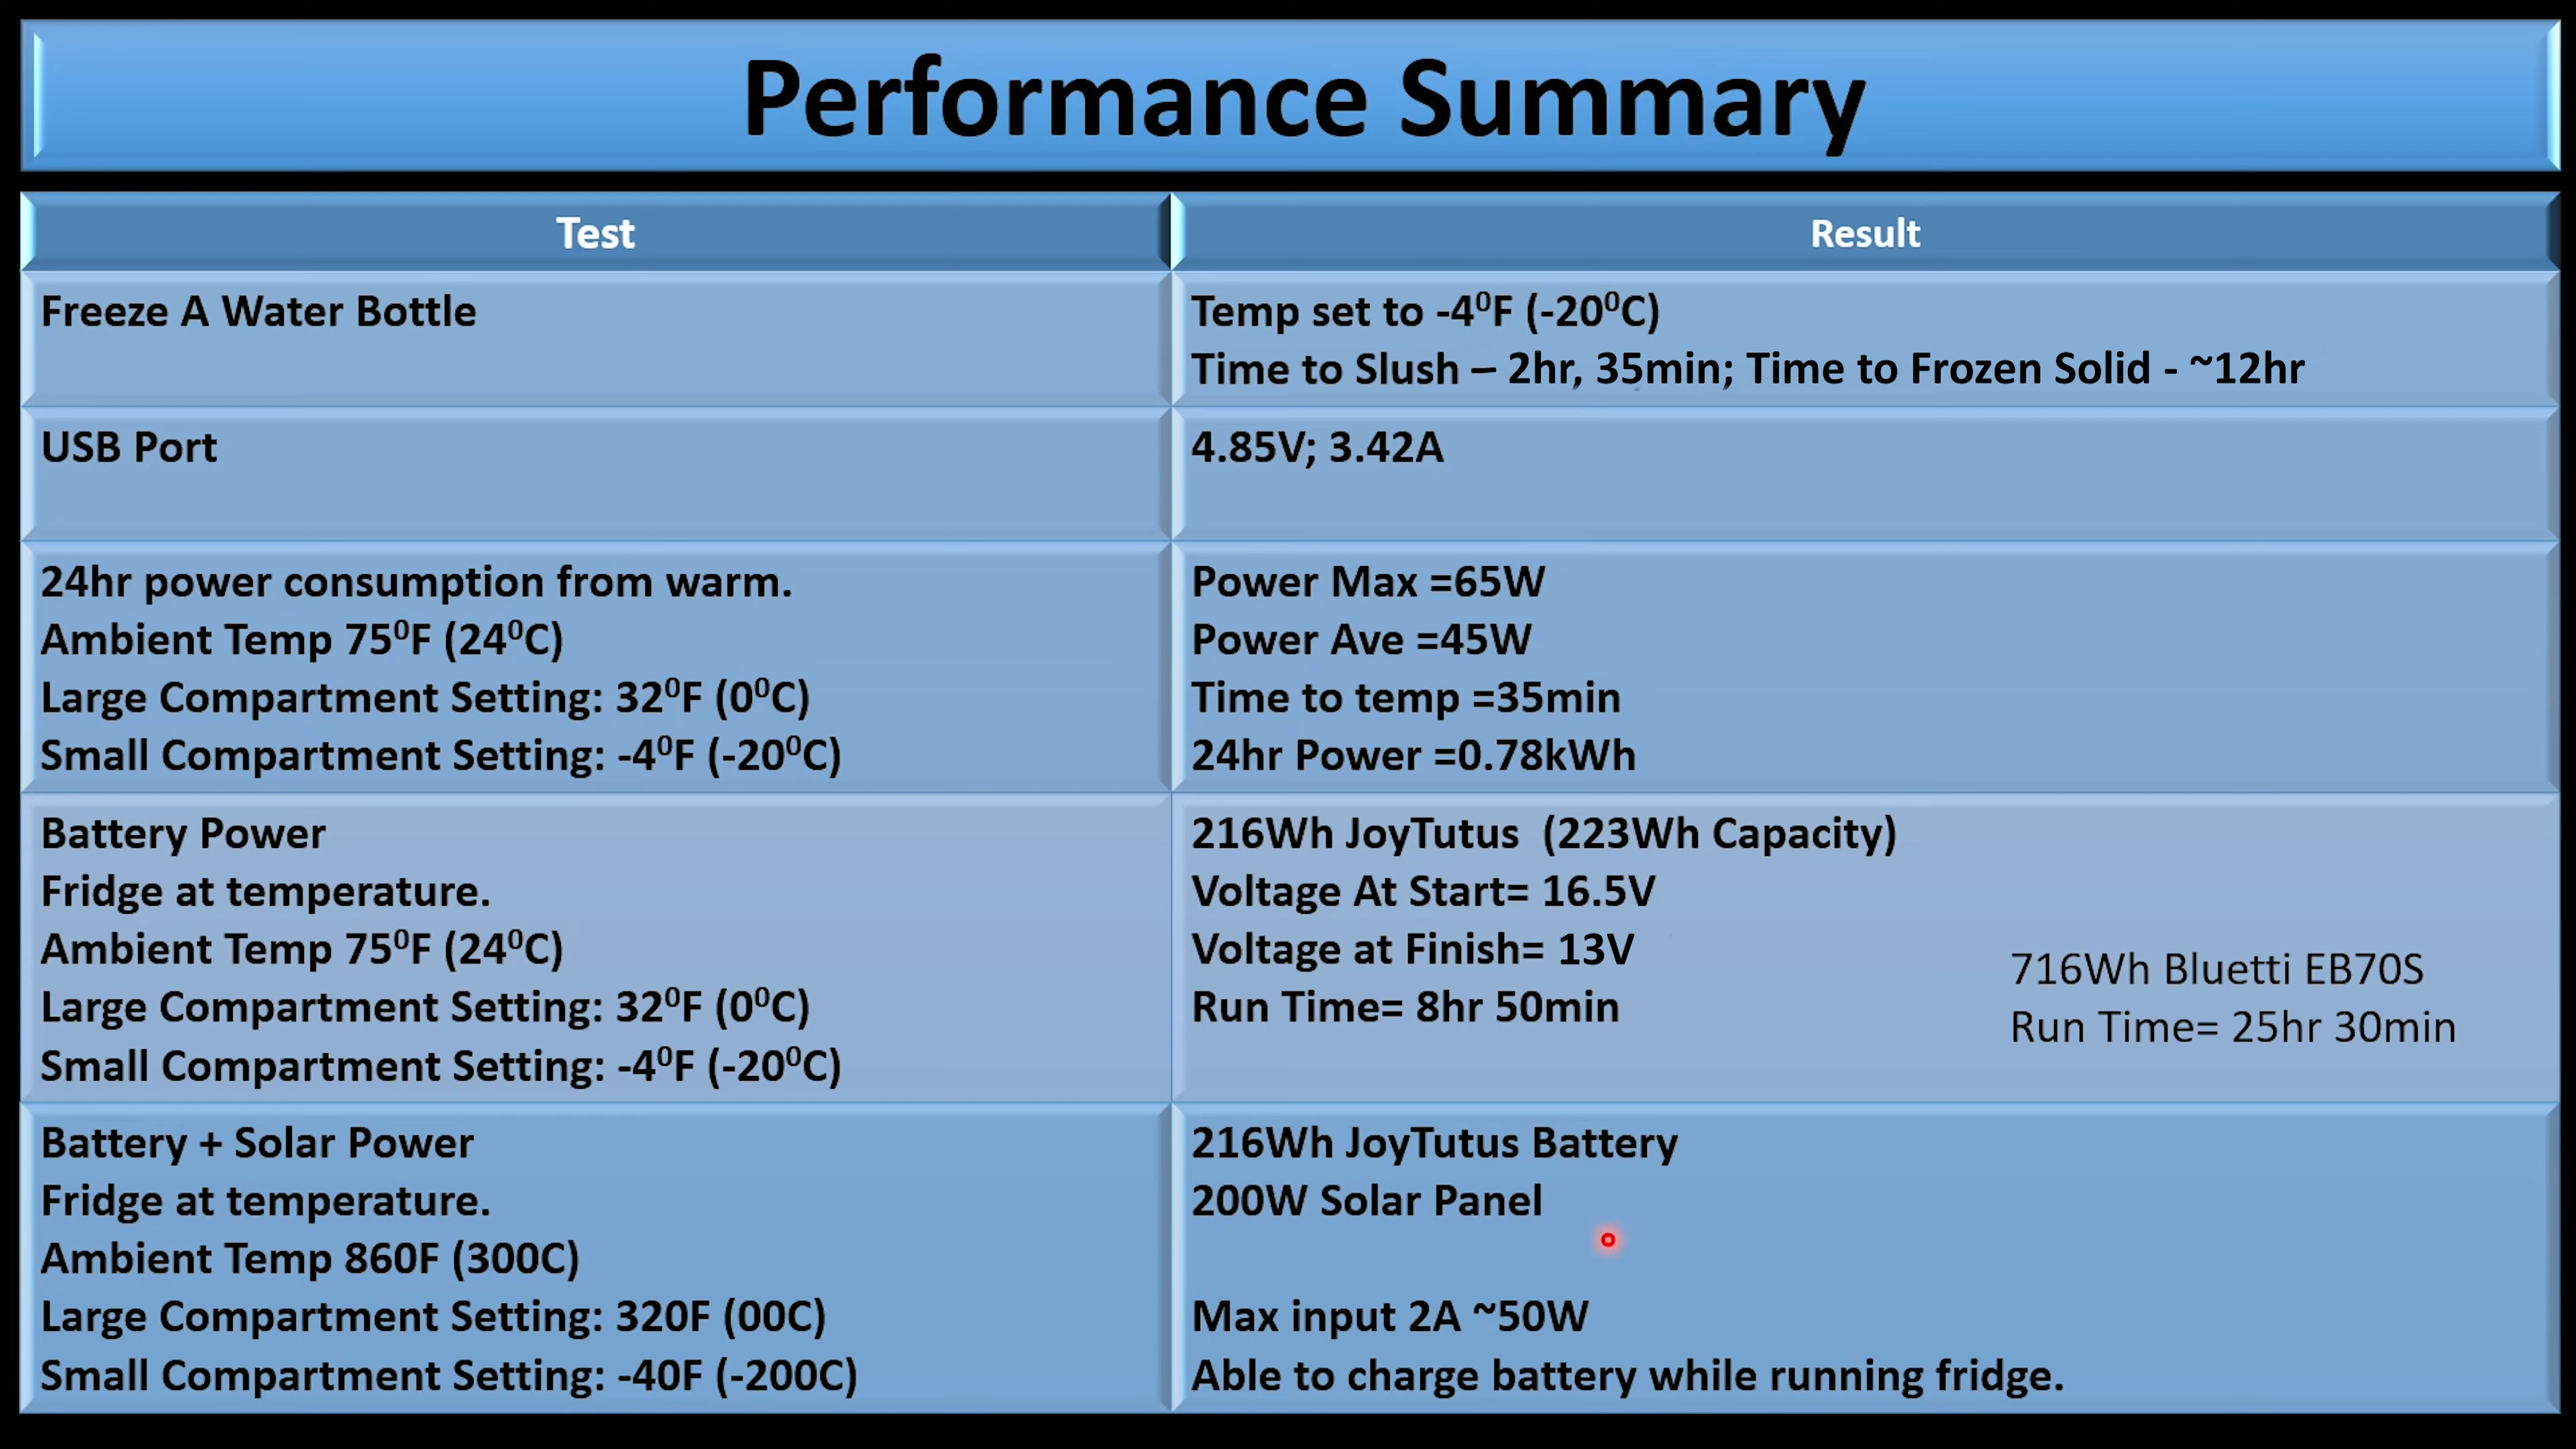 Performance Summary
Test
Result
Freeze A Water Bottle
Temp set to -4⁰F (-20⁰C)
Time to Slush – 2hr, 35min; Time to Frozen Solid - ~12hr
USB Port
4.85V; 3.42A
24hr power consumption from warm.
Ambient Temp 75⁰F (24⁰C)
Large Compartment Setting: 32⁰F (0⁰C)
Small Compartment Setting: -4⁰F (-20⁰C)
Power Max =65W
Power Ave =45W
Time to temp =35min
24hr Power =0.78kWh
Battery Power
Fridge at temperature.
Ambient Temp 75⁰F (24⁰C)
Large Compartment Setting: 32⁰F (0⁰C)
Small Compartment Setting: -4⁰F (-20⁰C)
216Wh JoyTutus  (223Wh Capacity)
Voltage At Start= 16.5V
Voltage at Finish= 13V
Run Time= 8hr 50min
716Wh Bluetti EB70S
Run Time= 25hr 30min
Battery + Solar Power
Fridge at temperature.
Ambient Temp 860F (300C)
Large Compartment Setting: 320F (00C)
Small Compartment Setting: -40F (-200C)
216Wh JoyTutus Battery
200W Solar Panel
Max input 2A ~50W
Able to charge battery while running fridge.